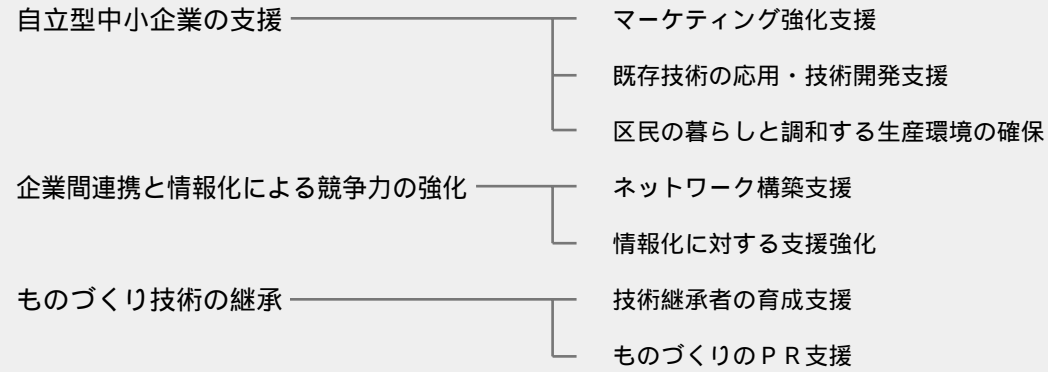 自立型中小企業の支援
マーケティング強化支援
既存技術の応用・技術開発支援
区民の暮らしと調和する生産環境の確保
企業間連携と情報化による競争力の強化
ネットワーク構築支援
情報化に対する支援強化
ものづくり技術の継承
技術継承者の育成支援
ものづくりのＰＲ支援